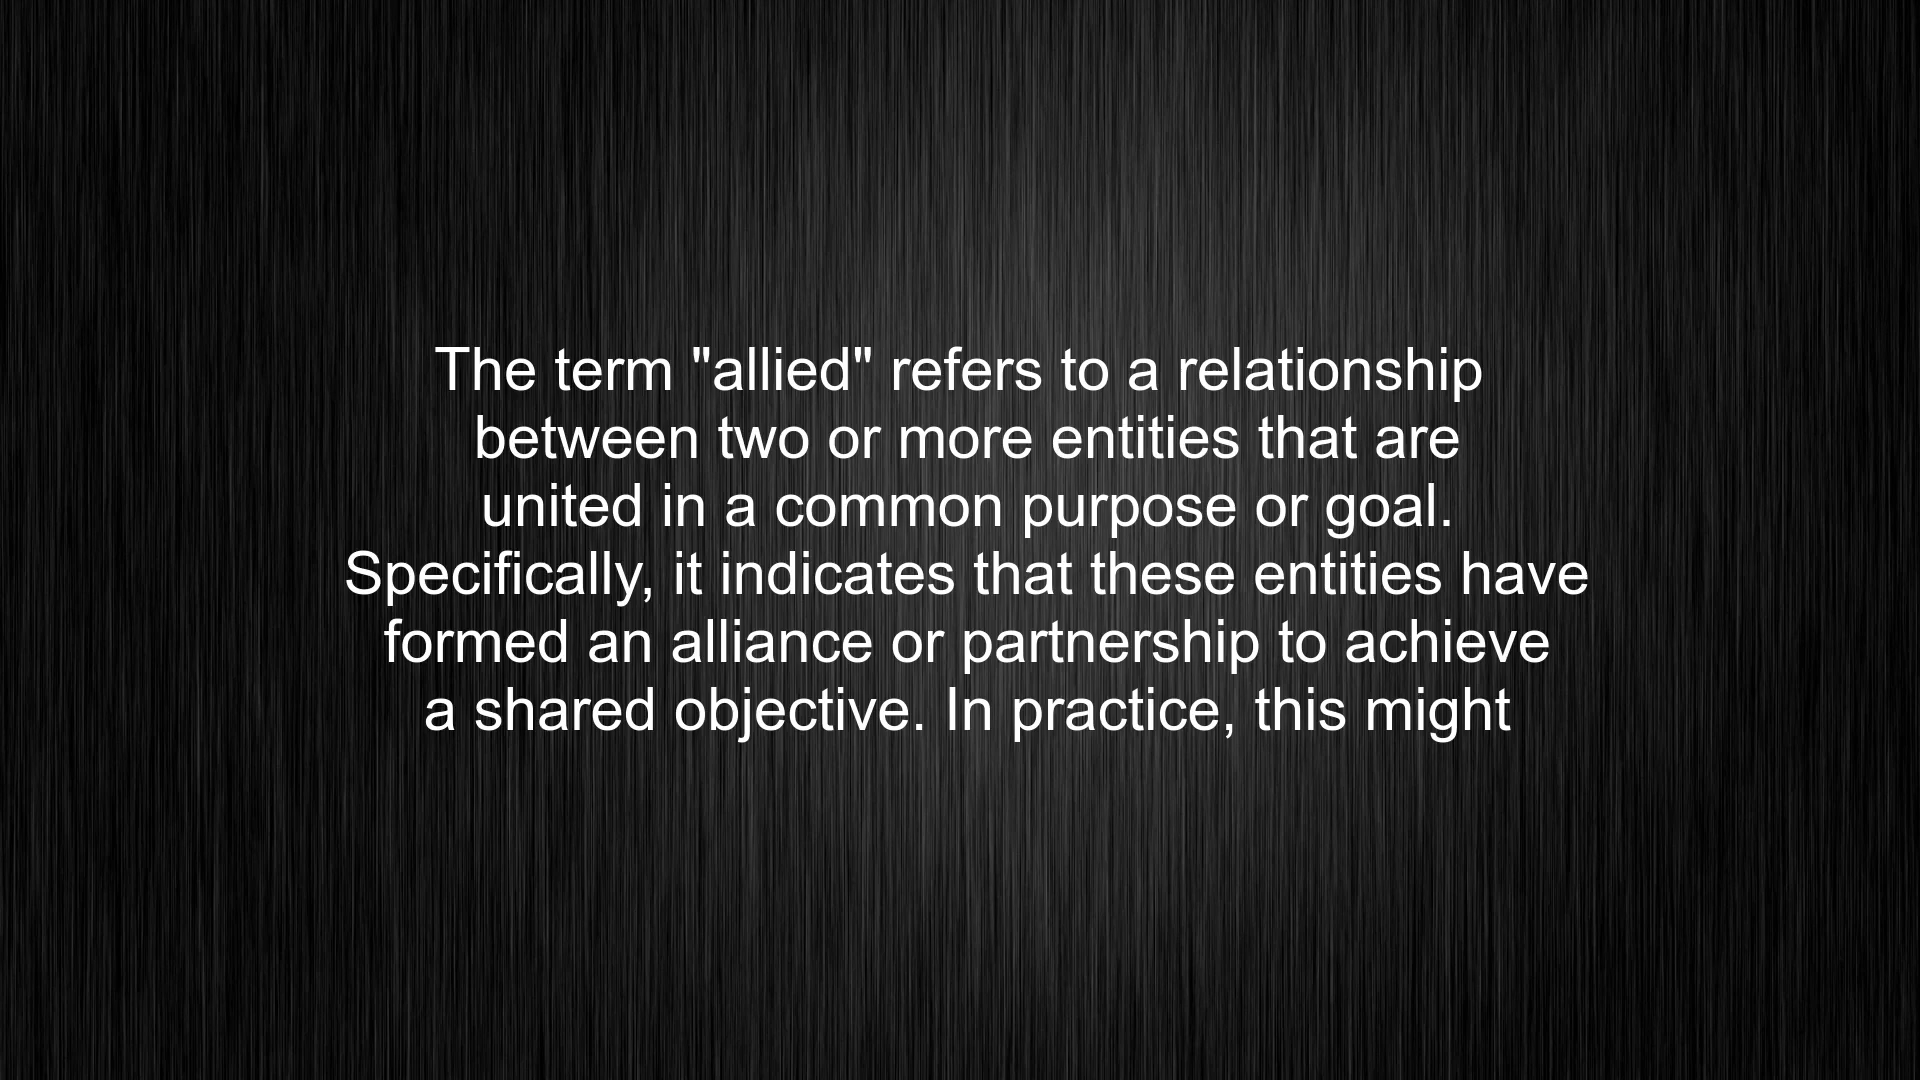 The term "allied" refers to a relationship
between two or more entities that are
united in a common purpose or goal.
Specifically, it indicates that these entities have
formed an alliance or partnership to achieve
a shared objective. In practice, this might